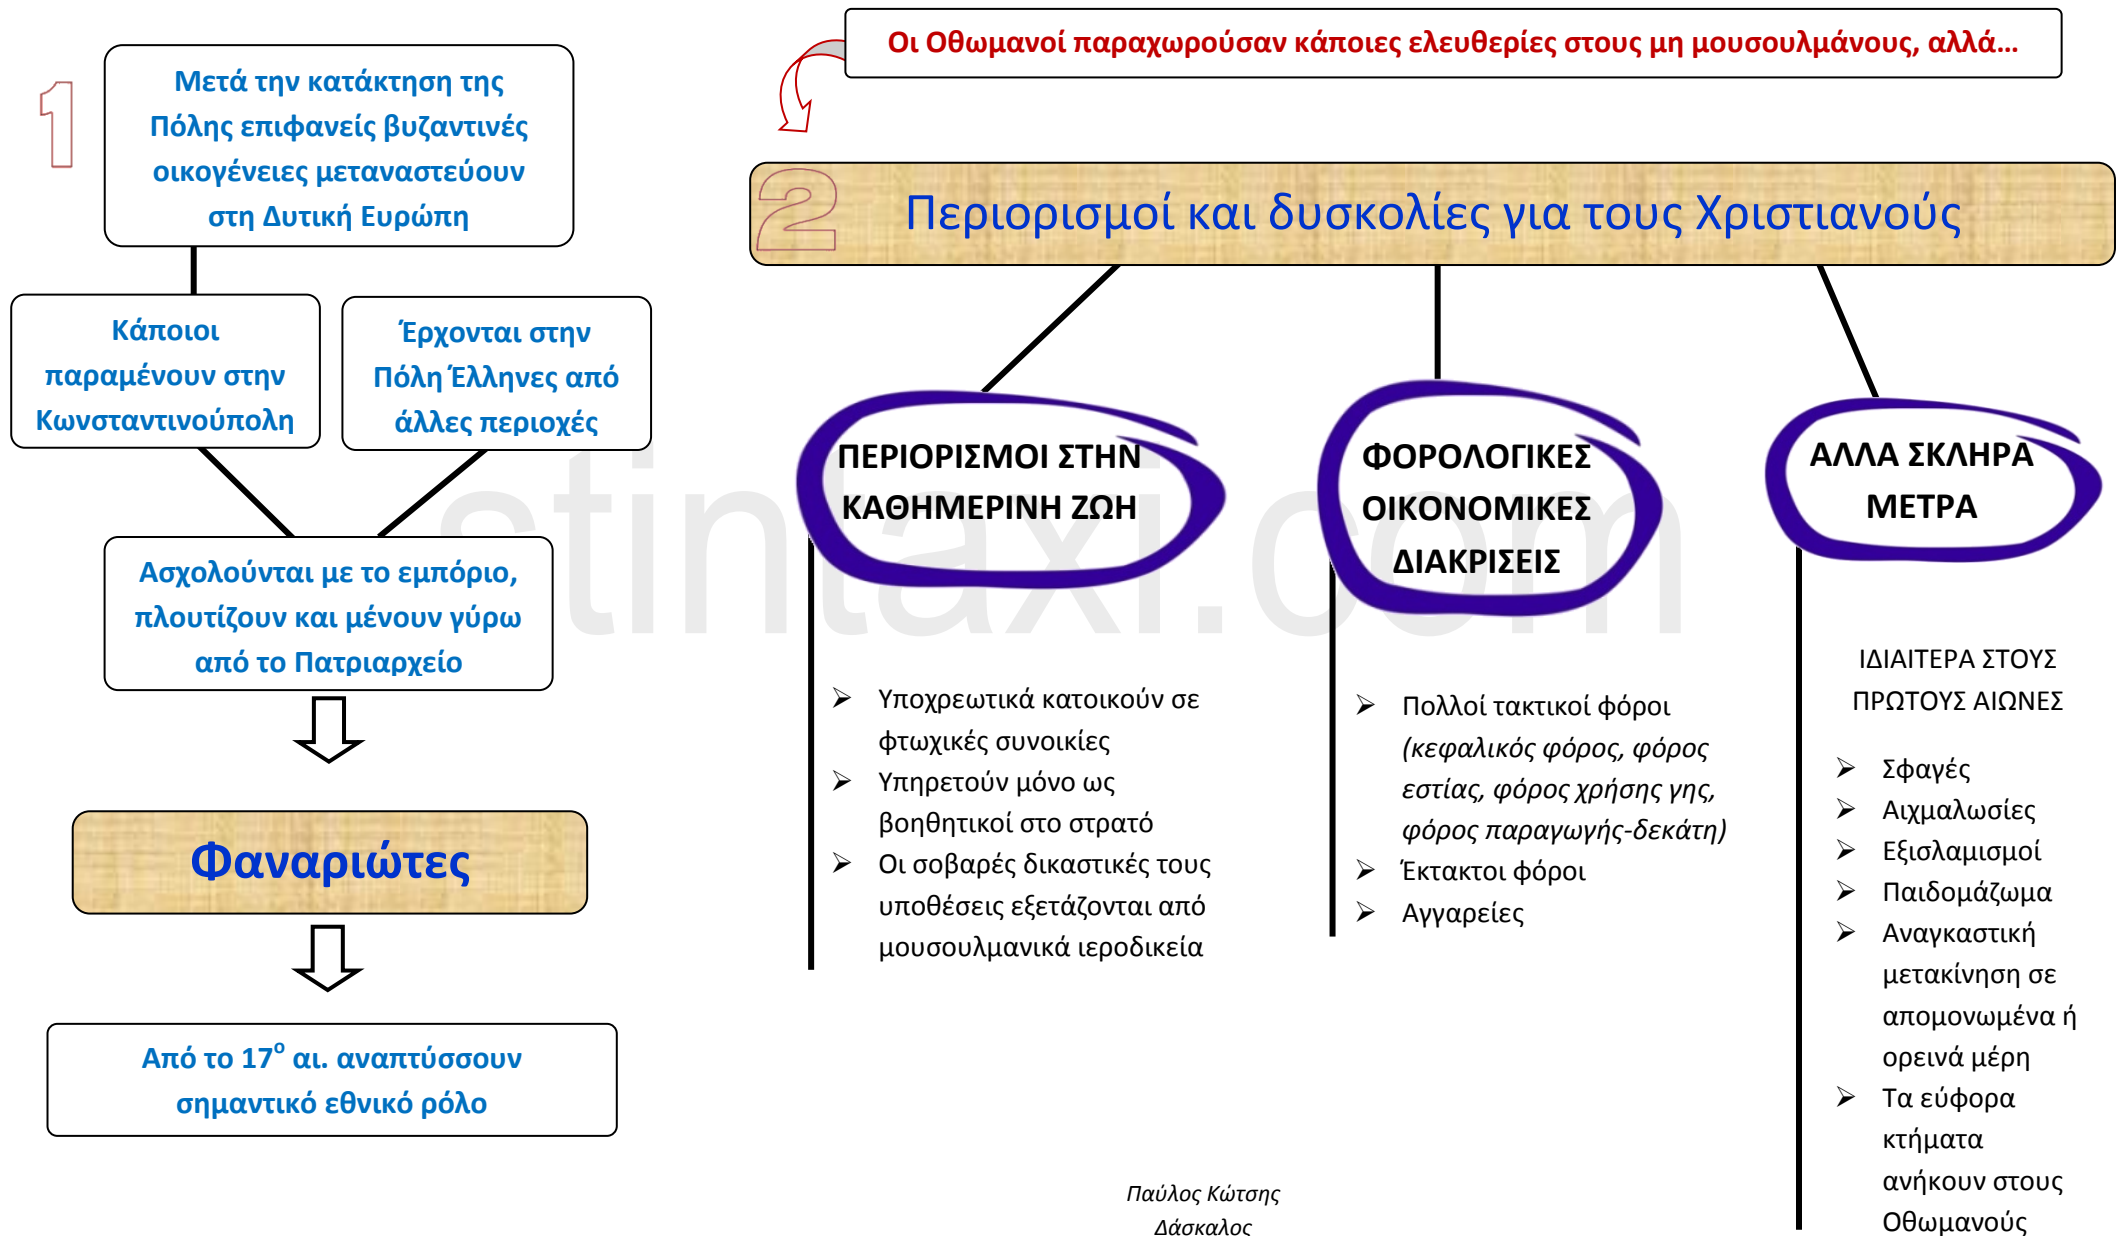 1
Μετά την κατάκτηση της
Πόλης επιφανείς βυζαντινές
οικογένειες μεταναστεύουν
στη Δυτική Ευρώπη
Κάποιοι
παραμένουν στην
Κωνσταντινούπολη
Έρχονται στην
Πόλη Έλληνες από
άλλες περιοχές
Ασχολούνται με το εμπόριο,
πλουτίζουν και μένουν γύρω
από το Πατριαρχείο
Φαναριώτες
Από το 17ο αι. αναπτύσσουν
σημαντικό εθνικό ρόλο
Οι Οθωμανοί παραχωρούσαν κάποιες ελευθερίες στους μη μουσουλμάνους, αλλά...
2
Περιορισμοί και δυσκολίες για τους Χριστιανούς
ΠΕΡΙΟΡΙΣΜΟΙ ΣΤΗΝ
ΚΑΘΗΜΕΡΙΝΗ ΖΩΗ
➢ Υποχρεωτικά κατοικούν σε
φτωχικές συνοικίες
➢ Υπηρετούν μόνο ως
βοηθητικοί στο στρατό
➢ Οι σοβαρές δικαστικές τους
υποθέσεις εξετάζονται από
μουσουλμανικά ιεροδικεία
ΦΟΡΟΛΟΓΙΚΕΣ
ΟΙΚΟΝΟΜΙΚΕΣ
ΔΙΑΚΡΙΣΕΙΣ
➢ Πολλοί τακτικοί φόροι
(κεφαλικός φόρος, φόρος
εστίας, φόρος χρήσης γης,
φόρος παραγωγής-δεκάτη)
➢ Έκτακτοι φόροι
➢ Αγγαρείες
ΑΛΛΑ ΣΚΛΗΡΑ
ΜΕΤΡΑ
ΙΔΙΑΙΤΕΡΑ ΣΤΟΥΣ
ΠΡΩΤΟΥΣ ΑΙΩΝΕΣ
➢ Σφαγές
➢ Αιχμαλωσίες
➢ Εξισλαμισμοί
➢ Παιδομάζωμα
➢ Αναγκαστική
μετακίνηση σε
απομονωμένα ή
ορεινά μέρη
➢ Τα εύφορα
κτήματα
ανήκουν στους
Οθωμανούς
Παύλος Κώτσης
Δάσκαλος
stintaxi.com